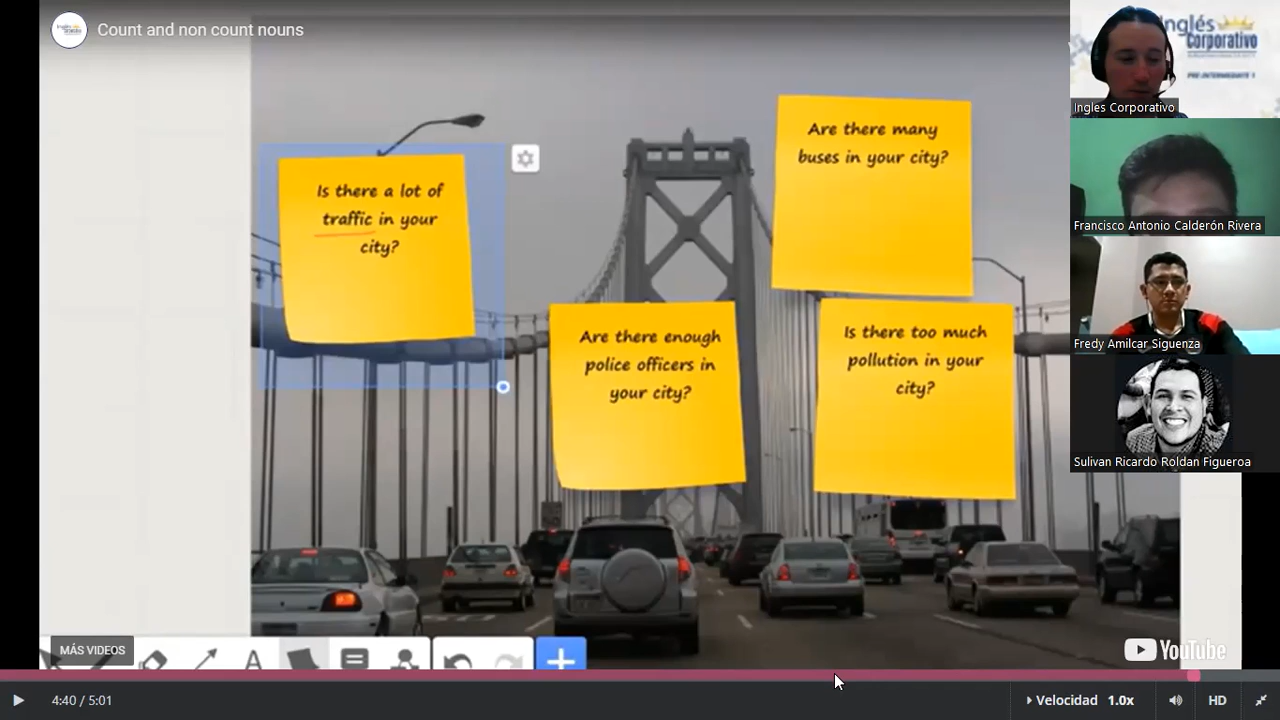 Count and non count nouns
Is there a lot of
traffic in your
city?
Are there many
buses in your city?
Are there enough
police officers in
your city?
Is there too much
pollution in your
city?
Inglés
Corporativo
PRE-INTERMEDIATE 1
Ingles Corporativo
Francisco Antonio Calderón Rivera
Fredy Amilcar Siguenza
Sulivan Ricardo Roldan Figueroa
MÁS VIDEOS
A
YouTube
4:40 / 5:01
Velocidad 1.0x
HD